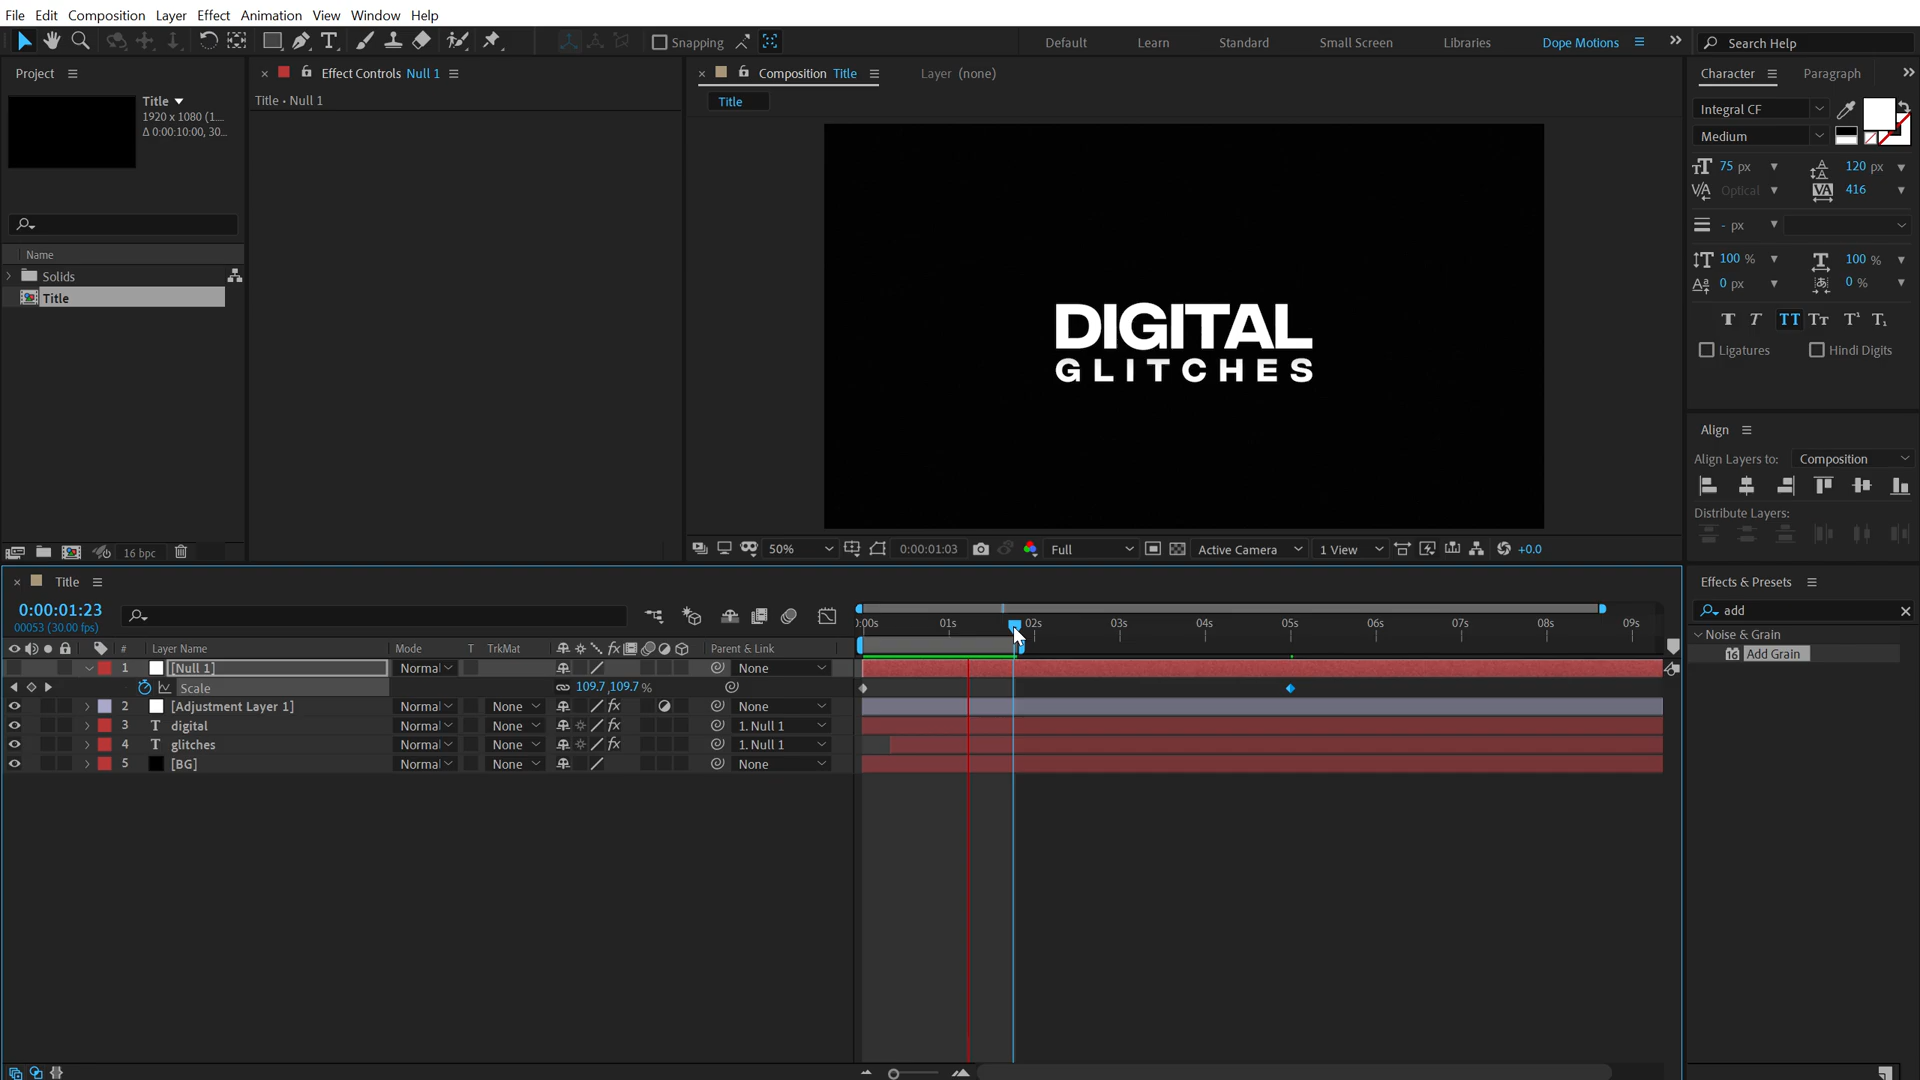 File Edit Composition Layer Effect Animation View Window Help
Snapping
Default Learn Standard Small Screen Libraries Dope Motions
Search Help
Project
Effect Controls Null 1
Composition Title
Layer (none)
Character
Paragraph
Title
1920 x 1080 (1....
Δ 0:00:10:00, 30...
Title • Null 1
Title
Integral CF
Medium
75 px
120 px
Optical
416
- px
100 %
100 %
0 px
0 %
Ligatures
Hindi Digits
Name
Solids
Title
DIGITAL
GLITCHES
Align
Align Layers to: Composition
Distribute Layers:
16 bpc
50%
0:00:01:03
Full
Active Camera
1 View
+0.0
Title
0:00:01:23
00053 (30.00 fps)
:00s 01s 02s 03s 04s 05s 06s 07s 08s 09s
# Layer Name Mode T TrkMat Parent & Link
1 [Null 1] Normal None
Scale 109.7,109.7 %
2 [Adjustment Layer 1] Normal None fx None
3 T digital Normal None fx 1. Null 1
4 T glitches Normal None fx 1. Null 1
5 [BG] Normal None None
Effects & Presets
add
Noise & Grain
16 Add Grain